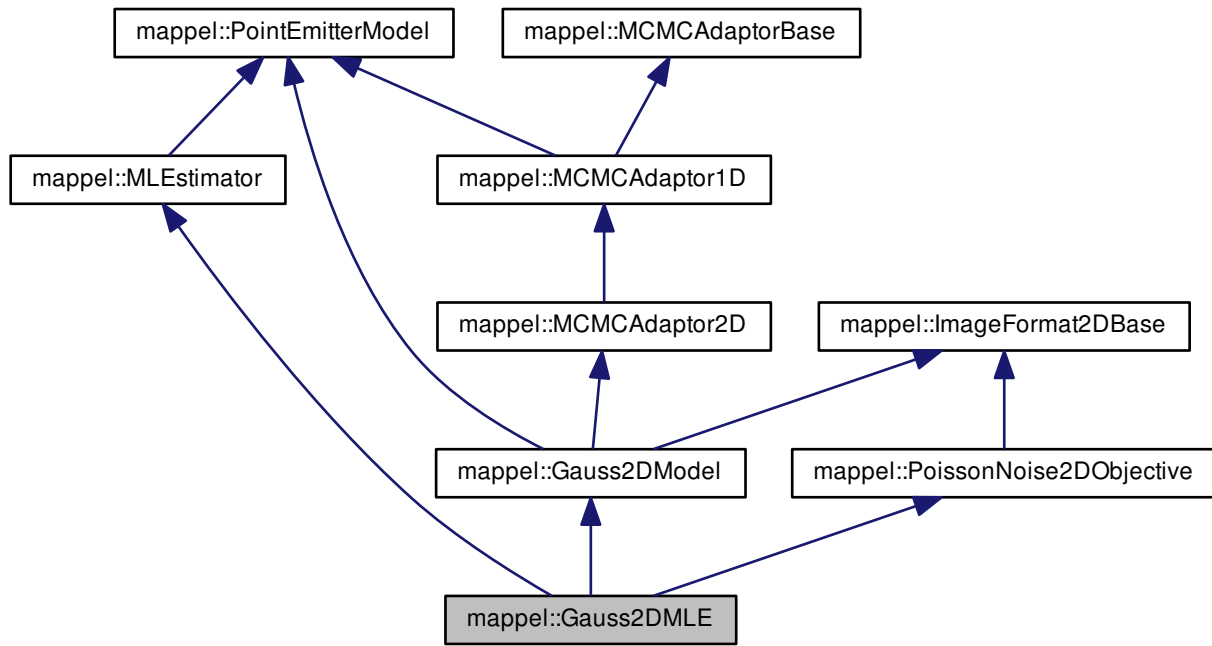 mappel::PointEmitterModel
mappel::MCMCAdaptorBase
mappel::MLEstimator
mappel::MCMCAdaptor1D
mappel::MCMCAdaptor2D
mappel::ImageFormat2DBase
mappel::Gauss2DModel
mappel::PoissonNoise2DObjective
mappel::Gauss2DMLE